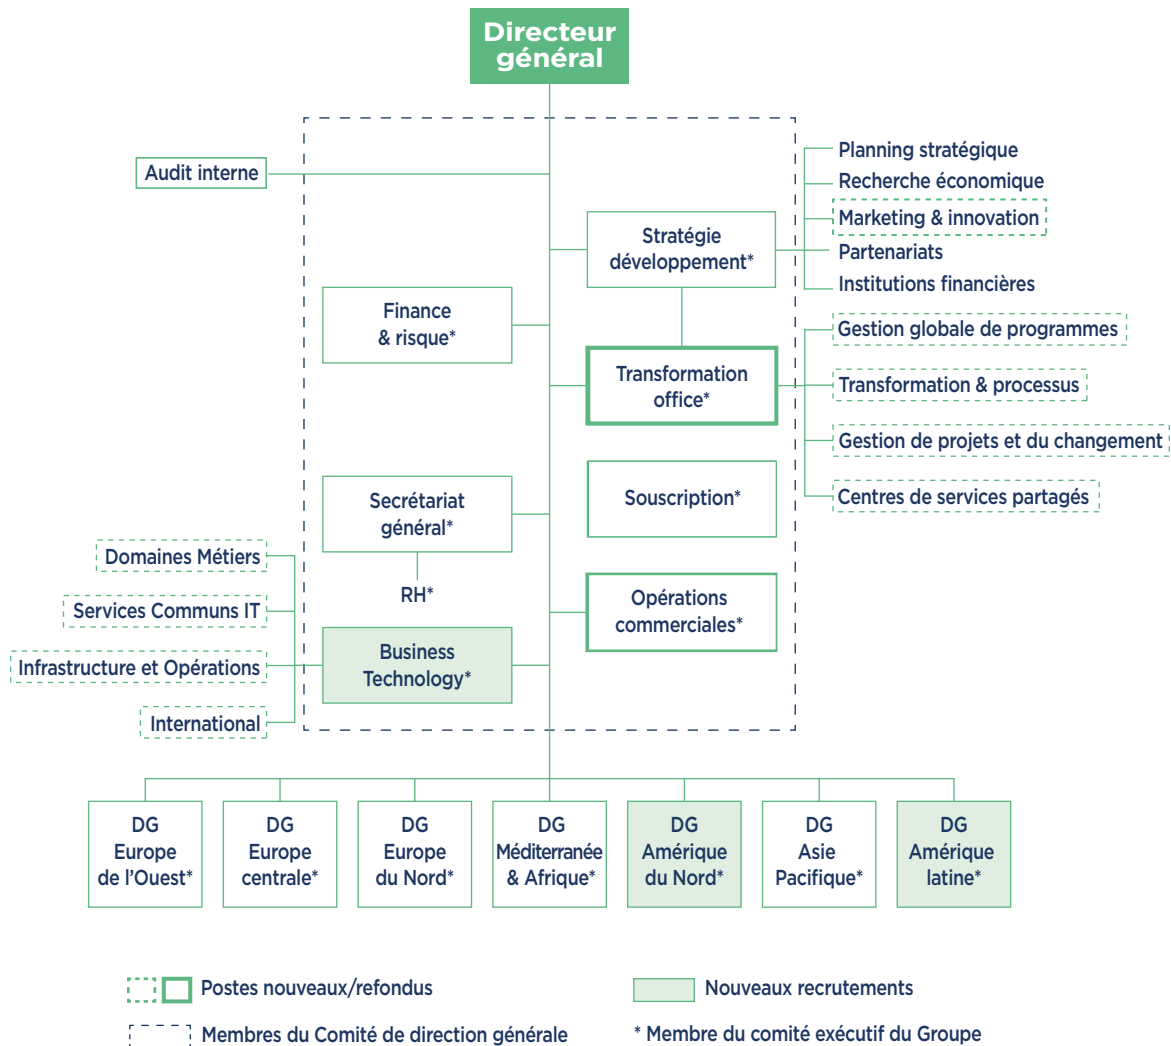 Directeur
général
Audit interne
Planning stratégique
Recherche économique
Marketing & innovation
Partenariats
Institutions financières
Stratégie
développement*
Finance
& risque*
Transformation
office*
Gestion globale de programmes
Transformation & processus
Gestion de projets et du changement
Centres de services partagés
Secrétariat
général*
Souscription*
RH*
Opérations
commerciales*
Domaines Métiers
Services Communs IT
Infrastructure et Opérations
International
Business
Technology*
DG
Europe
de l’Ouest*
DG
Europe
centrale*
DG
Europe
du Nord*
DG
Méditerranée
& Afrique*
DG
Amérique
du Nord*
DG
Asie
Pacifique*
DG
Amérique
latine*
Postes nouveaux/refondus
Nouveaux recrutements
Membres du Comité de direction générale
* Membre du comité exécutif du Groupe